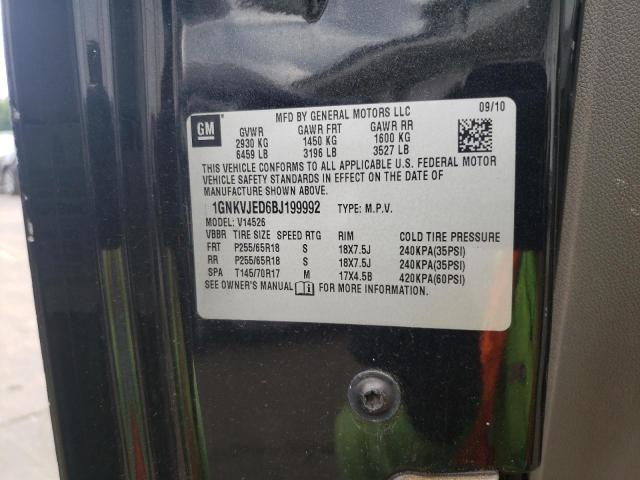 GM
MFD BY GENERAL MOTORS LLC 09/10
GVWR GAWR FRT GAWR RR
2930 KG 1450 KG 1600 KG
6459 LB 3196 LB 3527 LB
THIS VEHICLE CONFORMS TO ALL APPLICABLE U.S. FEDERAL MOTOR
VEHICLE SAFETY STANDARDS IN EFFECT ON THE DATE OF
MANUFACTURE SHOWN ABOVE.
1GNKVJED6BJ199992 TYPE: M.P.V.
MODEL: V14526
VBBR TIRE SIZE SPEED RTG RIM COLD TIRE PRESSURE
FRT P255/65R18 S 18X7.5J 240KPA(35PSI)
RR P255/65R18 S 18X7.5J 240KPA(35PSI)
SPA T145/70R17 M 17X4.5B 420KPA(60PSI)
SEE OWNER'S MANUAL FOR MORE INFORMATION